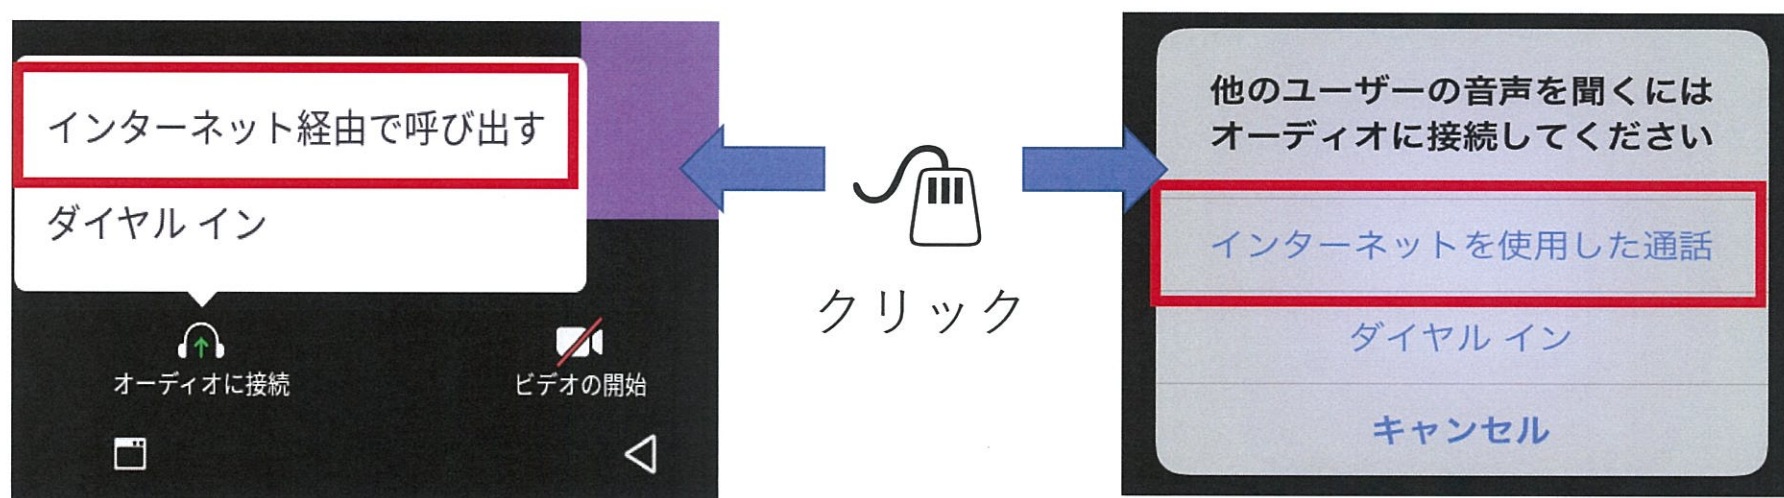 インターネット経由で呼び出す
ダイヤル イン
オーディオに接続
ビデオの開始
クリック
他のユーザーの音声を聞くには
オーディオに接続してください
インターネットを使用した通話
ダイヤル イン
キャンセル